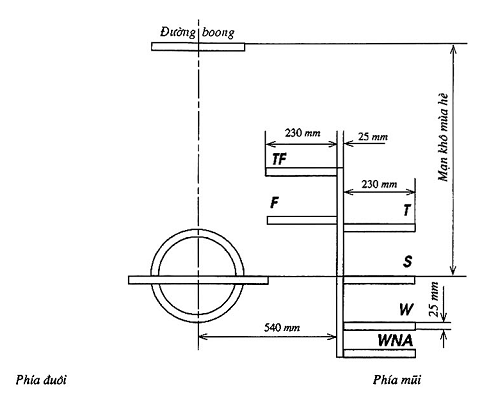 Đường boong
230 mm
25 mm
TF
230 mm
F
T
Mạn khô mùa hè
S
W
25 mm
540 mm
WNA
Phía đuôi
Phía mũi